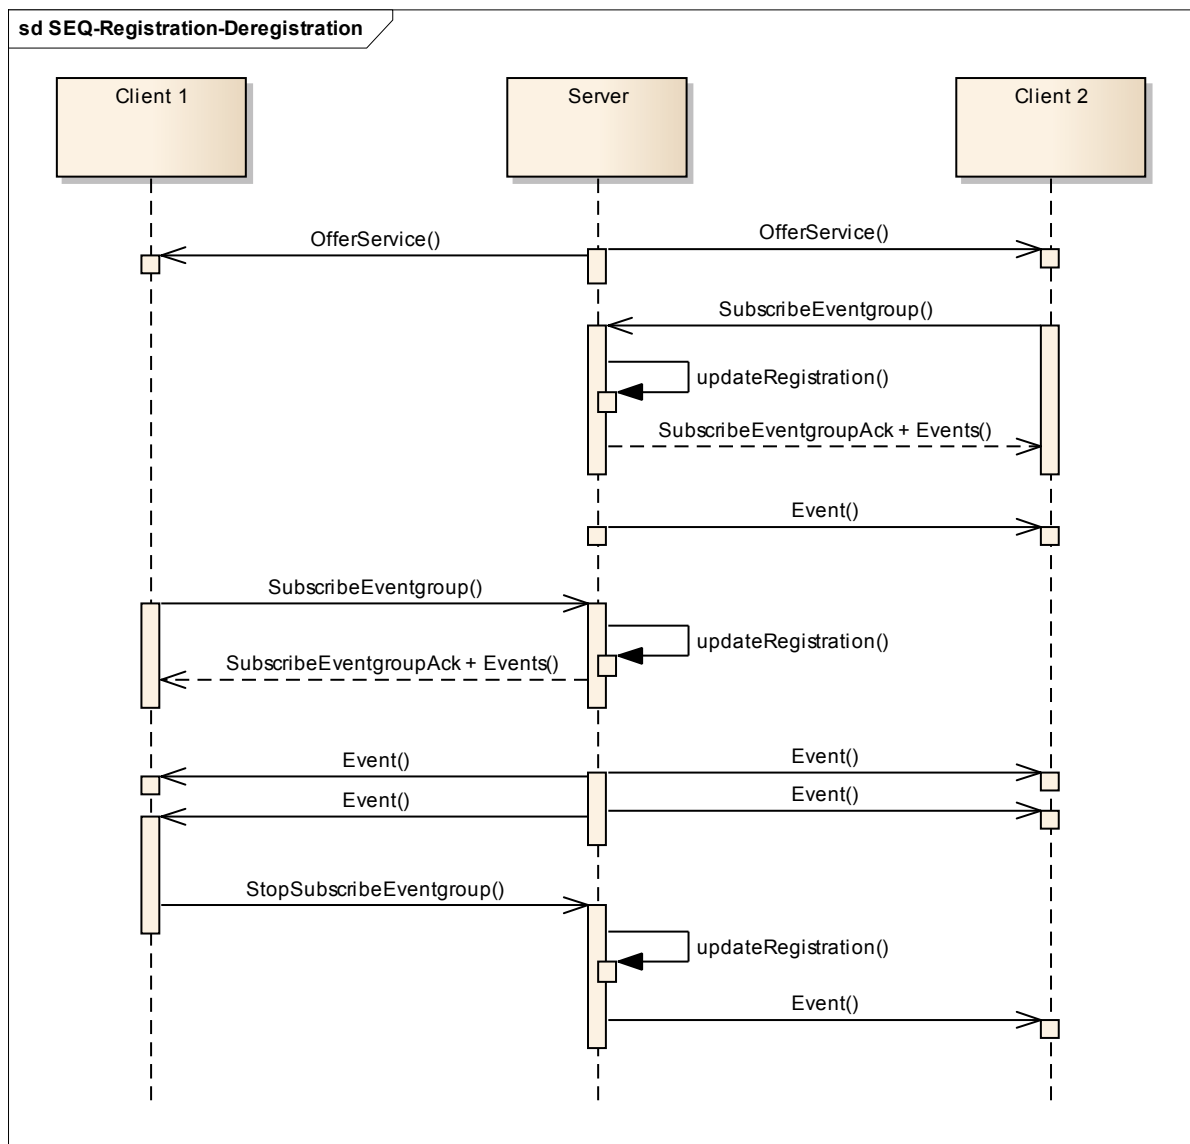 sd SEQ-Registration-Deregistration
Client 1
Server
Client 2
OfferService()
OfferService()
SubscribeEventgroup()
updateRegistration()
SubscribeEventgroupAck + Events()
Event()
SubscribeEventgroup()
updateRegistration()
SubscribeEventgroupAck + Events()
Event()
Event()
Event()
Event()
StopSubscribeEventgroup()
updateRegistration()
Event()